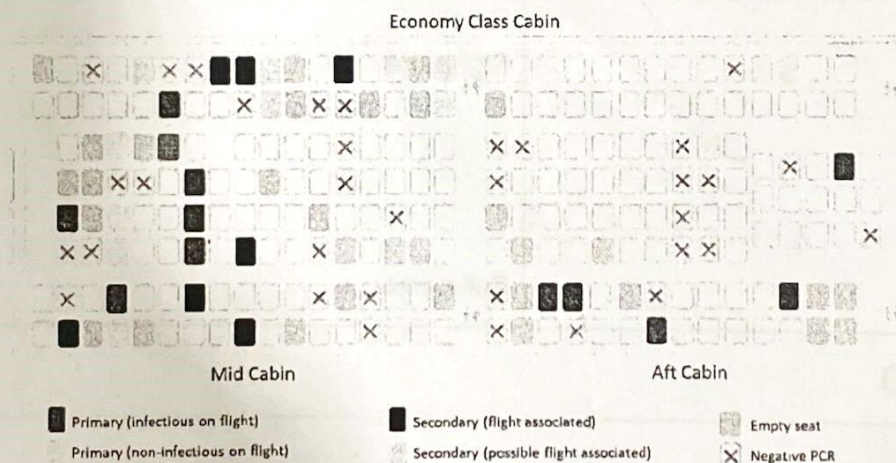 Economy Class Cabin
Mid Cabin
Aft Cabin
Primary (infectious on flight)
Secondary (flight associated)
Empty seat
Primary (non-infectious on flight)
Secondary (possible flight associated)
Negative PCR